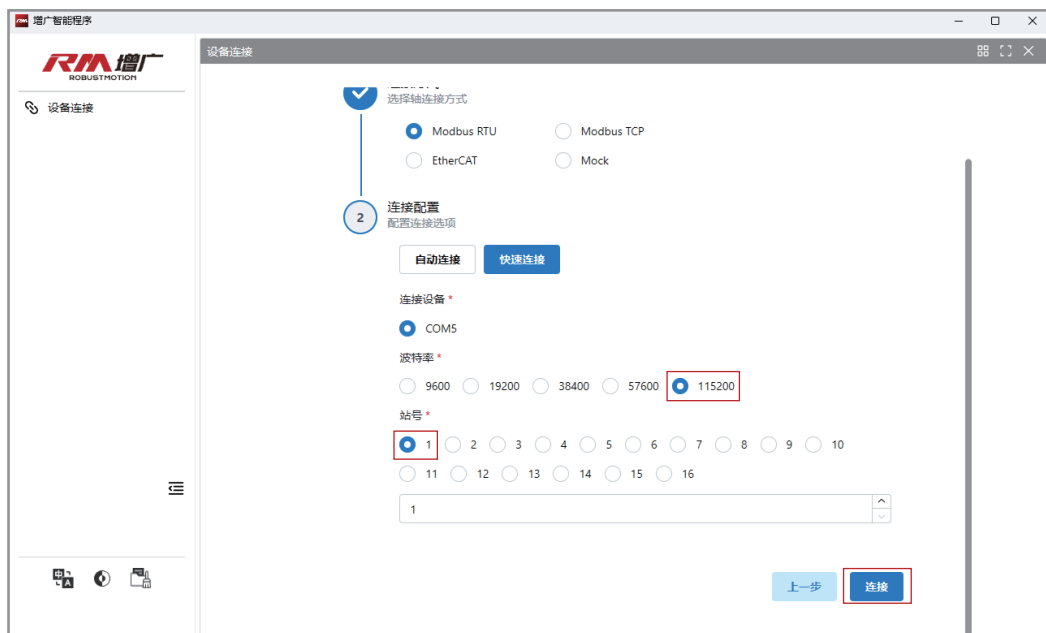 增广智能程序
RM 增广
ROBUSTMOTION
设备连接
设备连接
选择轴连接方式
Modbus RTU
Modbus TCP
EtherCAT
Mock
2
连接配置
配置连接选项
自动连接
快速连接
连接设备 *
COM5
波特率 *
9600 19200 38400 57600 115200
站号 *
1 2 3 4 5 6 7 8 9 10
11 12 13 14 15 16
1
上一步
连接